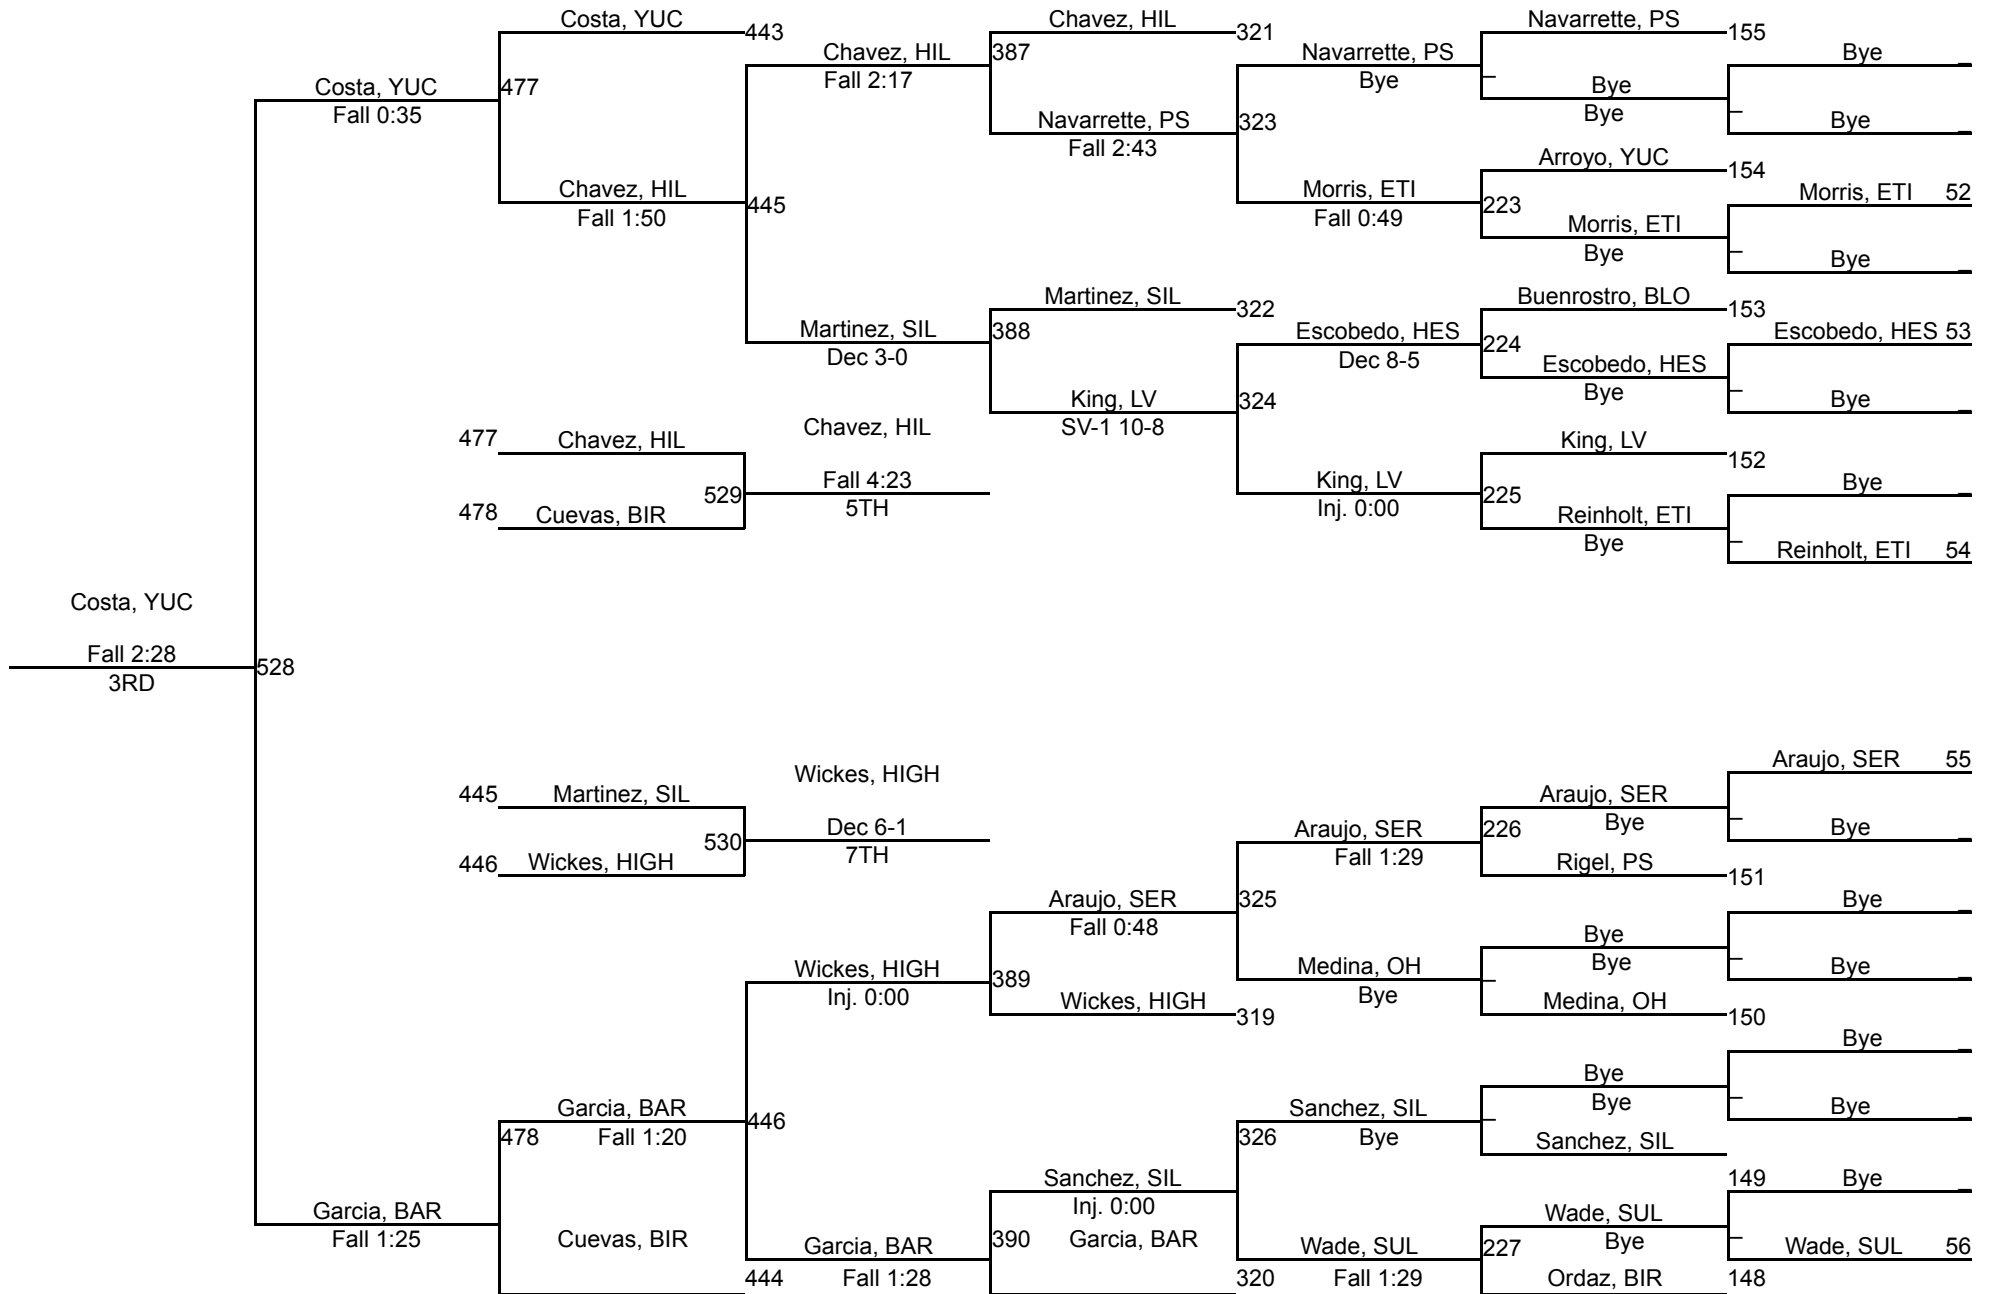 Costa, YUC
443
Chavez, HIL
321
Navarrette, PS
155
Chavez, HIL
387
Navarrette, PS
Bye
_
Costa, YUC
477
Fall 2:17
Bye
_
Bye
Fall 0:35
Navarrette, PS
323
Bye
_
Bye
_
Fall 2:43
Arroyo, YUC
154
Chavez, HIL
445
Morris, ETI
223
Morris, ETI 52
Fall 1:50
Fall 0:49
Morris, ETI
Bye
_
Bye
_
Martinez, SIL
322
Buenrostro, BLO
153
Martinez, SIL
388
Escobedo, HES
224
Escobedo, HES 53
Dec 3-0
Dec 8-5
Escobedo, HES
King, LV
324
Bye
_
Bye
_
477
Chavez, HIL
Chavez, HIL
SV-1 10-8
King, LV
152
529
Fall 4:23
King, LV
225
Bye
_
478
Cuevas, BIR
5TH
Inj. 0:00
Reinholt, ETI
Bye
_
Reinholt, ETI 54
Costa, YUC
Fall 2:28
528
3RD
Wickes, HIGH
Araujo, SER 55
445
Martinez, SIL
Araujo, SER
530
Dec 6-1
Araujo, SER
226
Bye
_
Bye
_
446
Wickes, HIGH
7TH
Fall 1:29
Rigel, PS
151
Araujo, SER
325
Bye
_
Fall 0:48
Bye
Wickes, HIGH
389
Medina, OH
_
Bye
_
Bye
_
Inj. 0:00
Wickes, HIGH
319
Bye
Medina, OH
150
Bye
_
Bye
Garcia, BAR
446
Sanchez, SIL
_
Bye
_
Bye
_
478
Fall 1:20
326
Bye
Sanchez, SIL
Sanchez, SIL
149
Bye
_
Garcia, BAR
Inj. 0:00
Wade, SUL
Fall 1:25
Cuevas, BIR
Garcia, BAR
390
Garcia, BAR
Wade, SUL
227
Bye
_
Wade, SUL 56
444
Fall 1:28
320
Fall 1:29
Ordaz, BIR
148